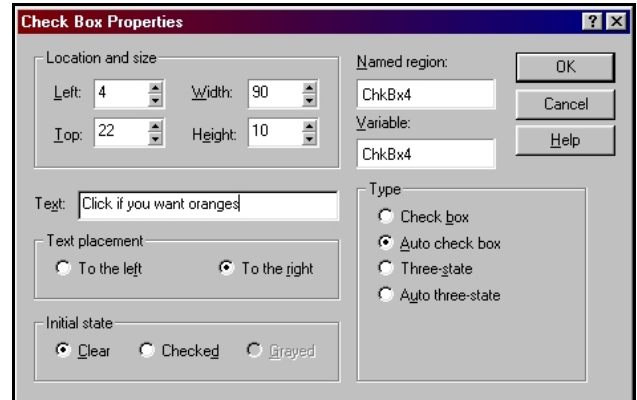 Check Box Properties
Location and size
Left: 4 Width: 90
Top: 22 Height: 10
Named region:
ChkBx4
Variable:
ChkBx4
OK
Cancel
Help
Text: Click if you want oranges
Text placement
To the left To the right
Initial state
Clear Checked Grayed
Type
Check box
Auto check box
Three-state
Auto three-state